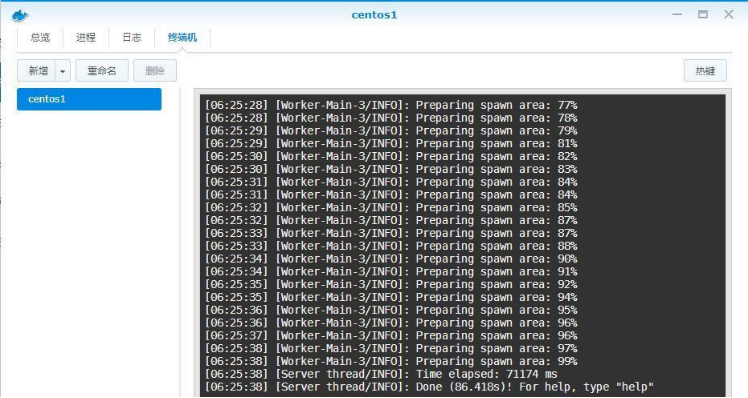 centos1
总览 进程 日志 终端机
新增 重命名 删除 热键
centos1
[06:25:28] [Worker-Main-3/INFO]: Preparing spawn area: 77%
[06:25:28] [Worker-Main-3/INFO]: Preparing spawn area: 78%
[06:25:29] [Worker-Main-3/INFO]: Preparing spawn area: 79%
[06:25:29] [Worker-Main-3/INFO]: Preparing spawn area: 81%
[06:25:30] [Worker-Main-3/INFO]: Preparing spawn area: 82%
[06:25:30] [Worker-Main-3/INFO]: Preparing spawn area: 83%
[06:25:31] [Worker-Main-3/INFO]: Preparing spawn area: 84%
[06:25:31] [Worker-Main-3/INFO]: Preparing spawn area: 84%
[06:25:32] [Worker-Main-3/INFO]: Preparing spawn area: 85%
[06:25:32] [Worker-Main-3/INFO]: Preparing spawn area: 87%
[06:25:33] [Worker-Main-3/INFO]: Preparing spawn area: 87%
[06:25:33] [Worker-Main-3/INFO]: Preparing spawn area: 88%
[06:25:34] [Worker-Main-3/INFO]: Preparing spawn area: 90%
[06:25:34] [Worker-Main-3/INFO]: Preparing spawn area: 91%
[06:25:35] [Worker-Main-3/INFO]: Preparing spawn area: 92%
[06:25:35] [Worker-Main-3/INFO]: Preparing spawn area: 94%
[06:25:36] [Worker-Main-3/INFO]: Preparing spawn area: 95%
[06:25:36] [Worker-Main-3/INFO]: Preparing spawn area: 96%
[06:25:37] [Worker-Main-3/INFO]: Preparing spawn area: 96%
[06:25:38] [Worker-Main-3/INFO]: Preparing spawn area: 97%
[06:25:38] [Worker-Main-3/INFO]: Preparing spawn area: 99%
[06:25:38] [Server thread/INFO]: Time elapsed: 71174 ms
[06:25:38] [Server thread/INFO]: Done (86.418s)! For help, type "help"